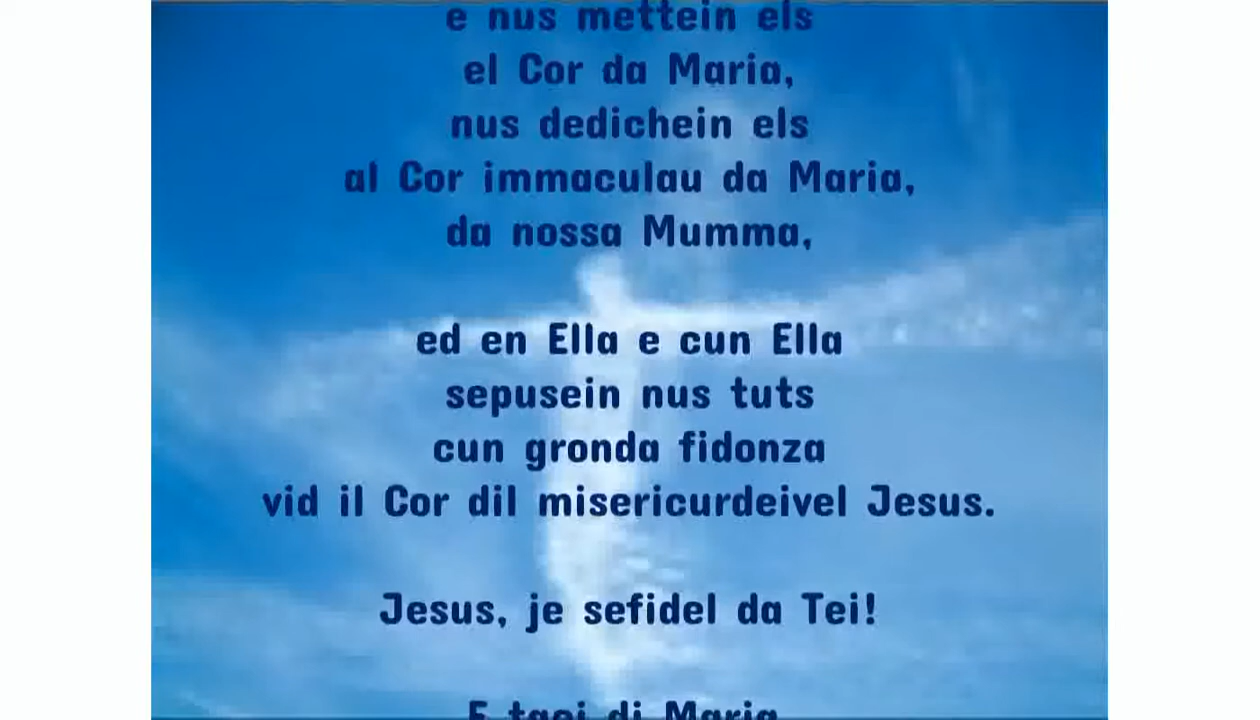 e nus mettein els
el Cor da Maria,
nus dedichein els
al Cor immaculau da Maria,
da nossa Mumma,
ed en Ella e cun Ella
sepusein nus tuts
cun gronda fidonza
vid il Cor dil misericurdeivel Jesus.
Jesus, je sefidel da Tei!
E di Maria